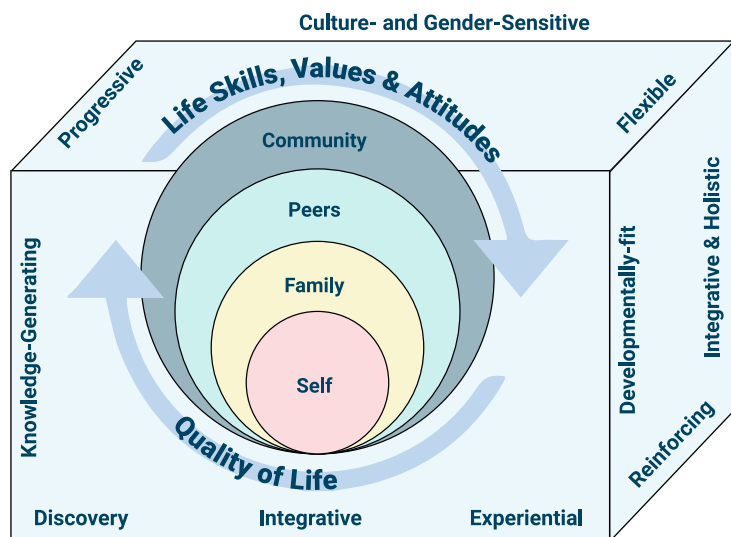 Culture- and Gender-Sensitive
Progressive
Life Skills, Values & Attitudes
Flexible
Community
Peers
Family
Self
Knowledge-Generating
Developmentally-fit
Integrative & Holistic
Quality of Life
Reinforcing
Discovery
Integrative
Experiential